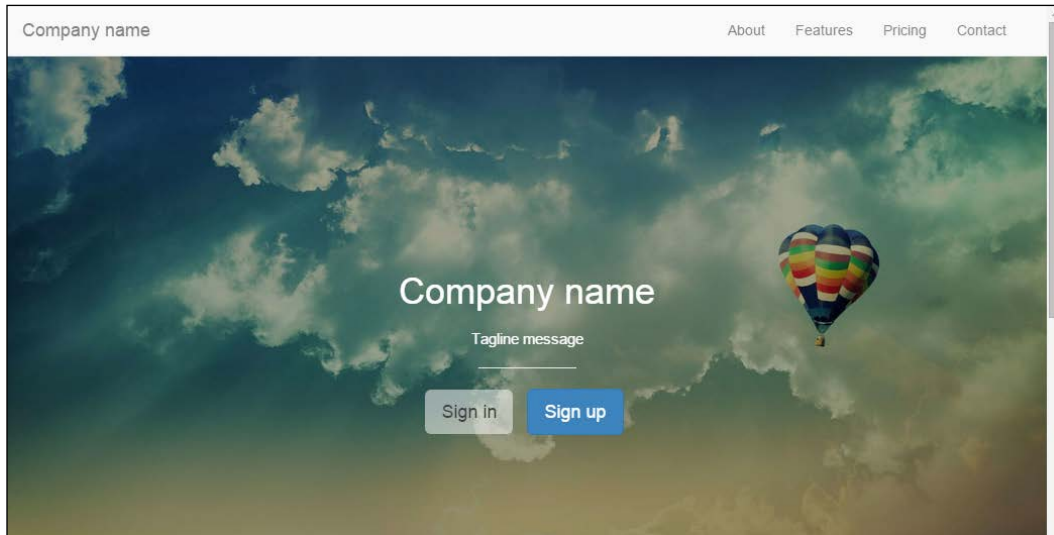 Company name About Features Pricing Contact
Company name
Tagline message
Sign in Sign up